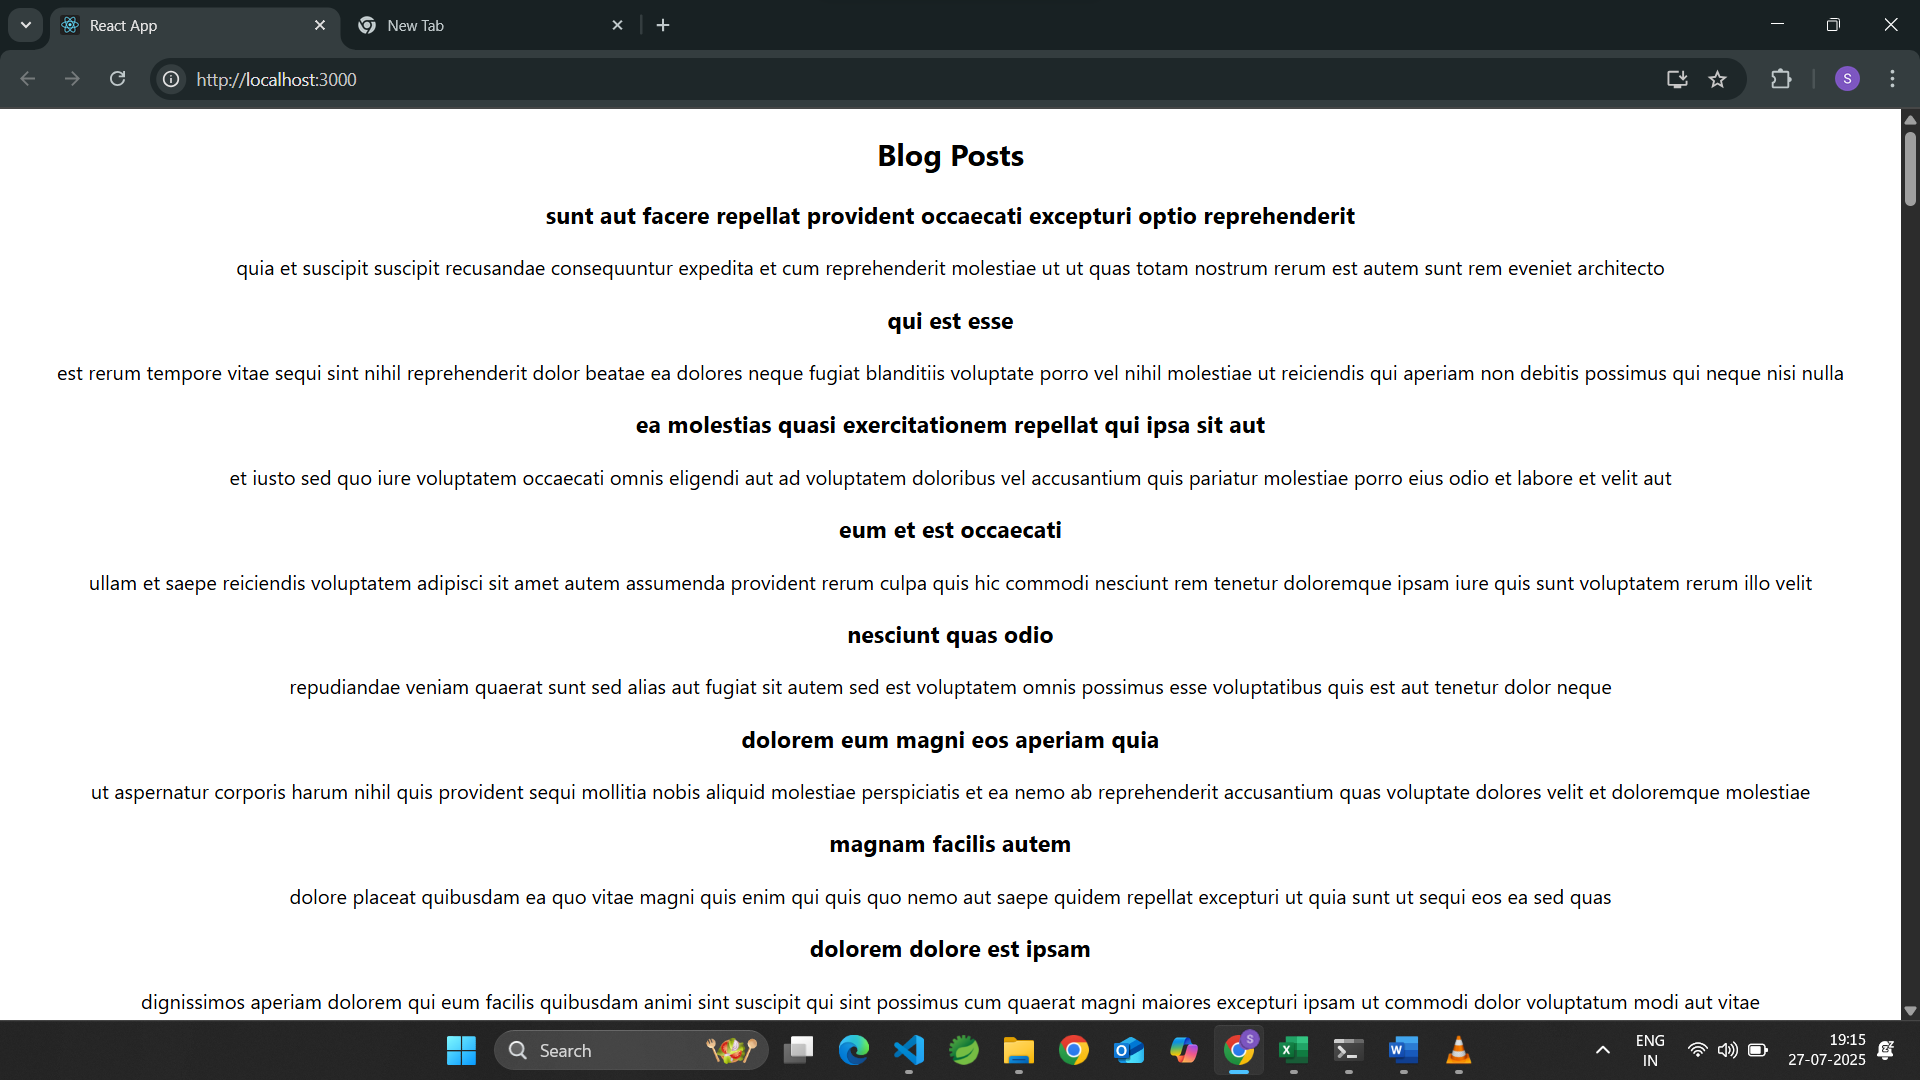 React App
New Tab
http://localhost:3000
S
Blog Posts
sunt aut facere repellat provident occaecati excepturi optio reprehenderit
quia et suscipit suscipit recusandae consequuntur expedita et cum reprehenderit molestiae ut ut quas totam nostrum rerum est autem sunt rem eveniet architecto
qui est esse
est rerum tempore vitae sequi sint nihil reprehenderit dolor beatae ea dolores neque fugiat blanditiis voluptate porro vel nihil molestiae ut reiciendis qui aperiam non debitis possimus qui neque nisi nulla
ea molestias quasi exercitationem repellat qui ipsa sit aut
et iusto sed quo iure voluptatem occaecati omnis eligendi aut ad voluptatem doloribus vel accusantium quis pariatur molestiae porro eius odio et labore et velit aut
eum et est occaecati
ullam et saepe reiciendis voluptatem adipisci sit amet autem assumenda provident rerum culpa quis hic commodi nesciunt rem tenetur doloremque ipsam iure quis sunt voluptatem rerum illo velit
nesciunt quas odio
repudiandae veniam quaerat sunt sed alias aut fugiat sit autem sed est voluptatem omnis possimus esse voluptatibus quis est aut tenetur dolor neque
dolorem eum magni eos aperiam quia
ut aspernatur corporis harum nihil quis provident sequi mollitia nobis aliquid molestiae perspiciatis et ea nemo ab reprehenderit accusantium quas voluptate dolores velit et doloremque molestiae
magnam facilis autem
dolore placeat quibusdam ea quo vitae magni quis enim qui quis quo nemo aut saepe quidem repellat excepturi ut quia sunt ut sequi eos ea sed quas
dolorem dolore est ipsam
dignissimos aperiam dolorem qui eum facilis quibusdam animi sint suscipit qui sint possimus cum quaerat magni maiores excepturi ipsam ut commodi dolor voluptatum modi aut vitae
Search
ENG
IN
19:15
27-07-2025